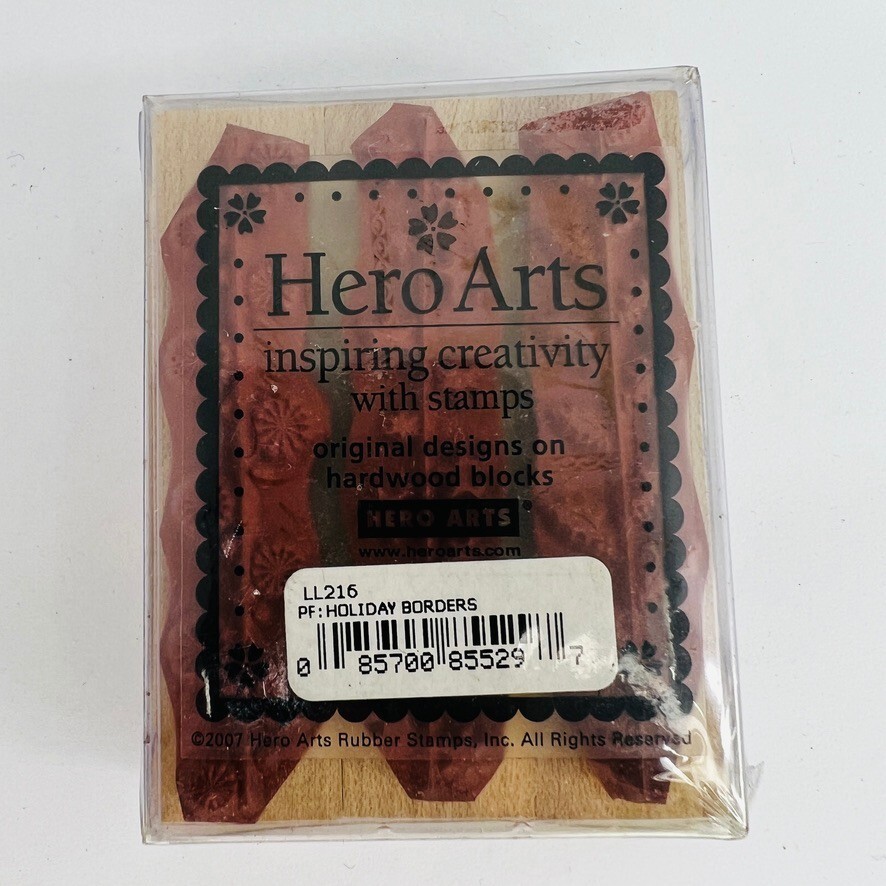 Hero Arts
inspiring creativity
with stamps
original designs on
hardwood blocks
HERO ARTS
www.heroarts.com
LL216
PF:HOLIDAY BORDERS
0 85700 85529 7
©2007 Hero Arts Rubber Stamps, Inc. All Rights Reserved